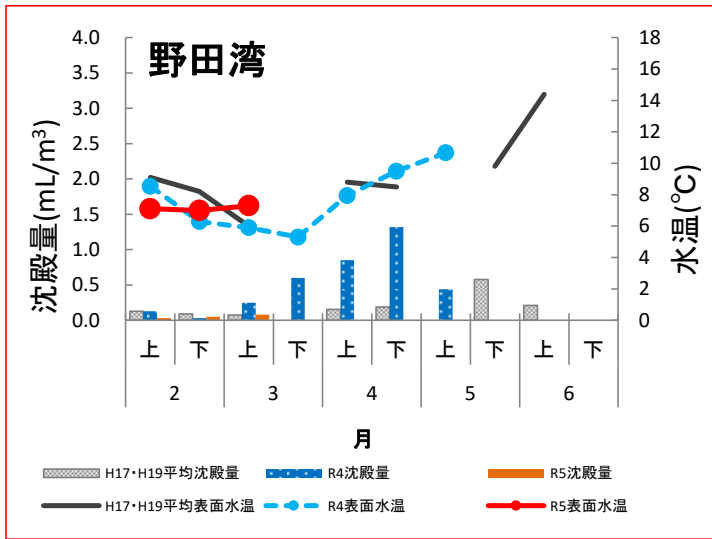 野田湾
沈殿量(mL/m³)
4.0
3.5
3.0
2.5
2.0
1.5
1.0
0.5
0.0
水温(℃)
18
16
14
12
10
8
6
4
2
0
上 下 上 下 上 下 上 下 上 下
2 3 4 5 6
月
H17・H19平均沈殿量 R4沈殿量 R5沈殿量
H17・H19平均表面水温 R4表面水温 R5表面水温